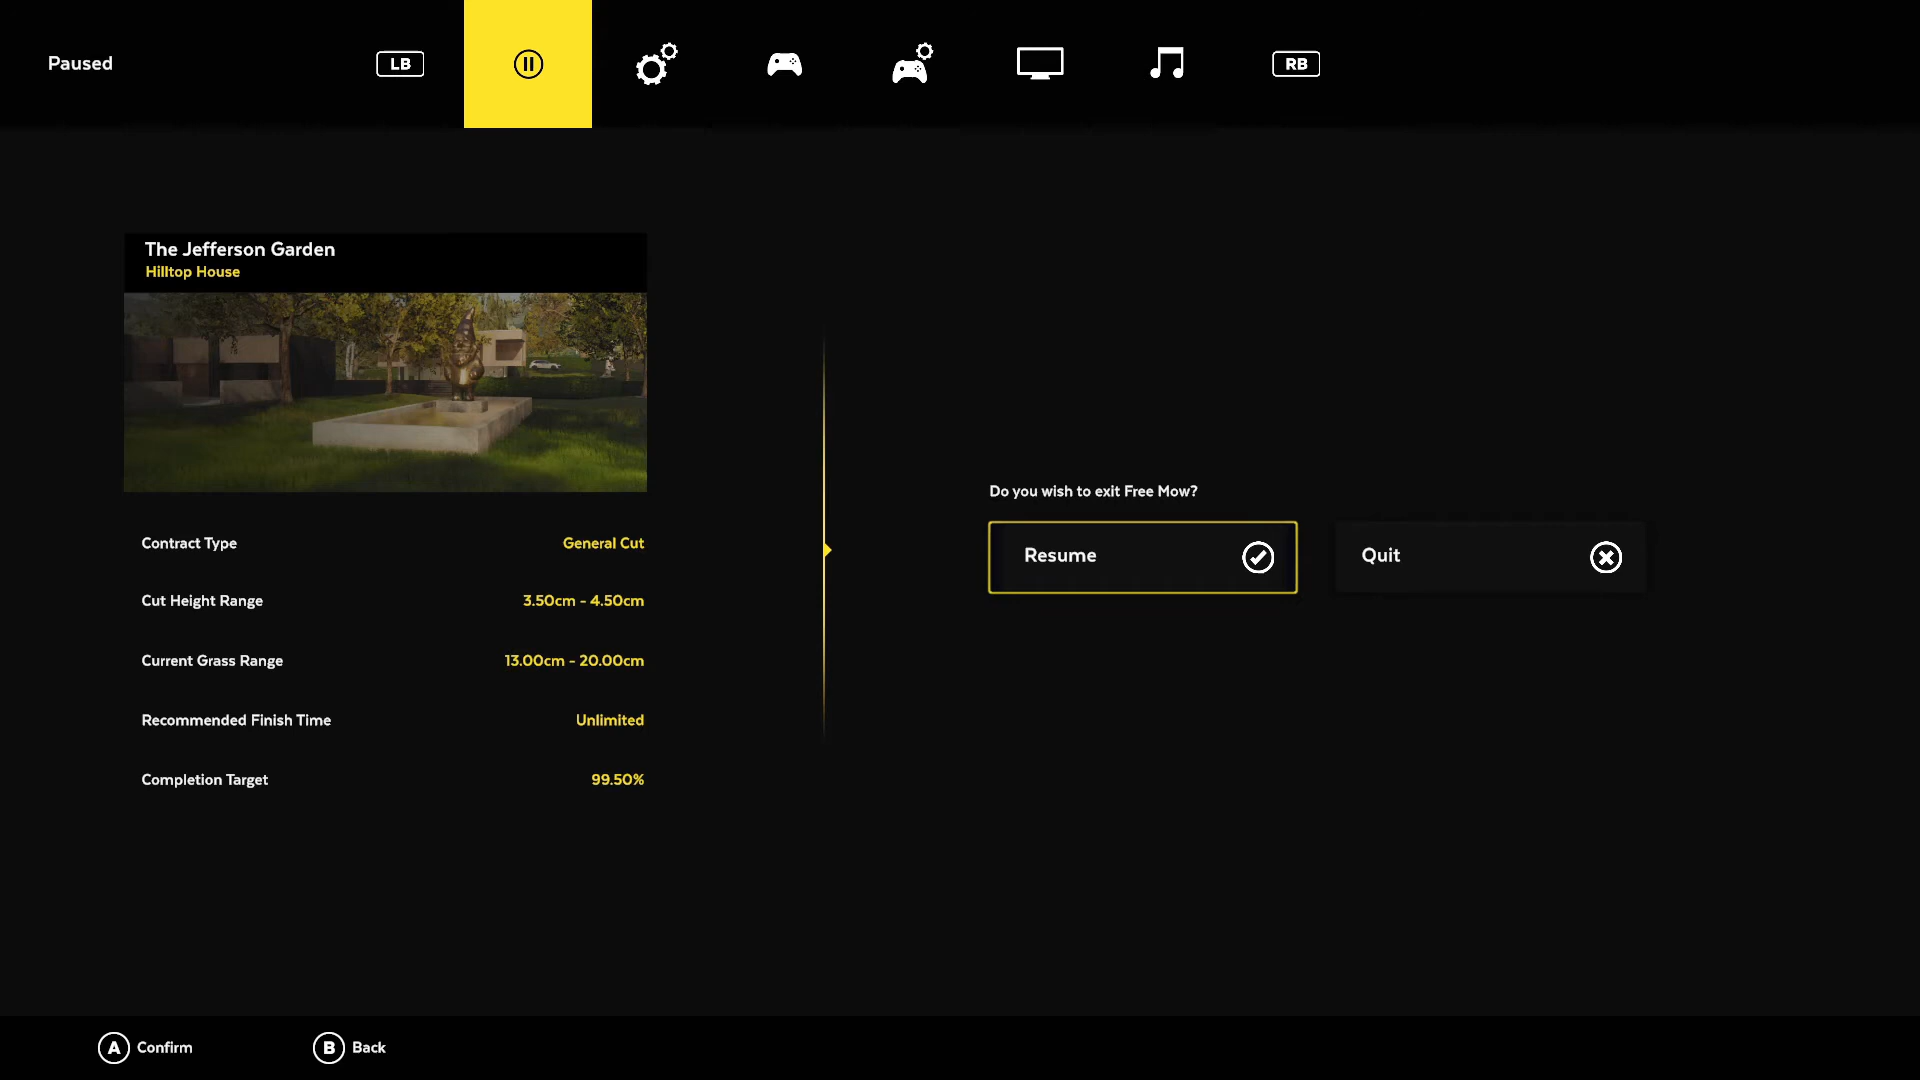 Paused
LB
RB
The Jefferson Garden
Hilltop House
Contract Type General Cut
Cut Height Range 3.50cm - 4.50cm
Current Grass Range 13.00cm - 20.00cm
Recommended Finish Time Unlimited
Completion Target 99.50%
Do you wish to exit Free Mow?
Resume
Quit
A Confirm
B Back